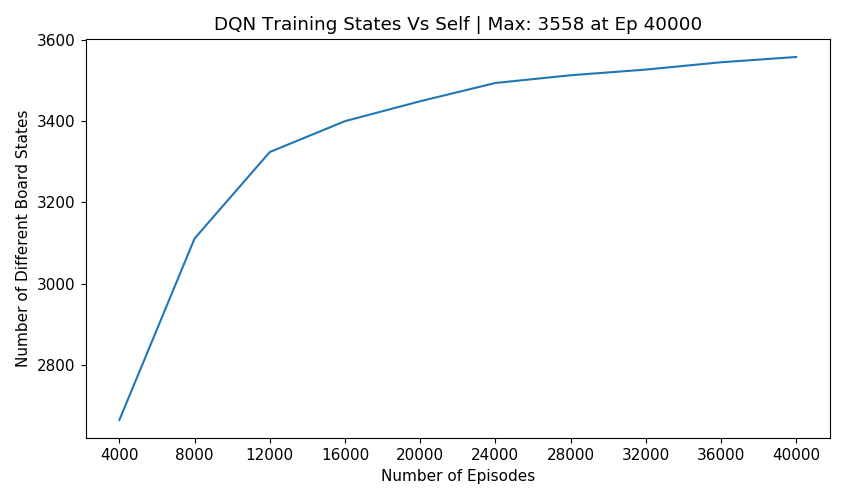 DQN Training States Vs Self | Max: 3558 at Ep 40000
3600
3400
3200
3000
2800
Number of Different Board States
4000 8000 12000 16000 20000 24000 28000 32000 36000 40000
Number of Episodes